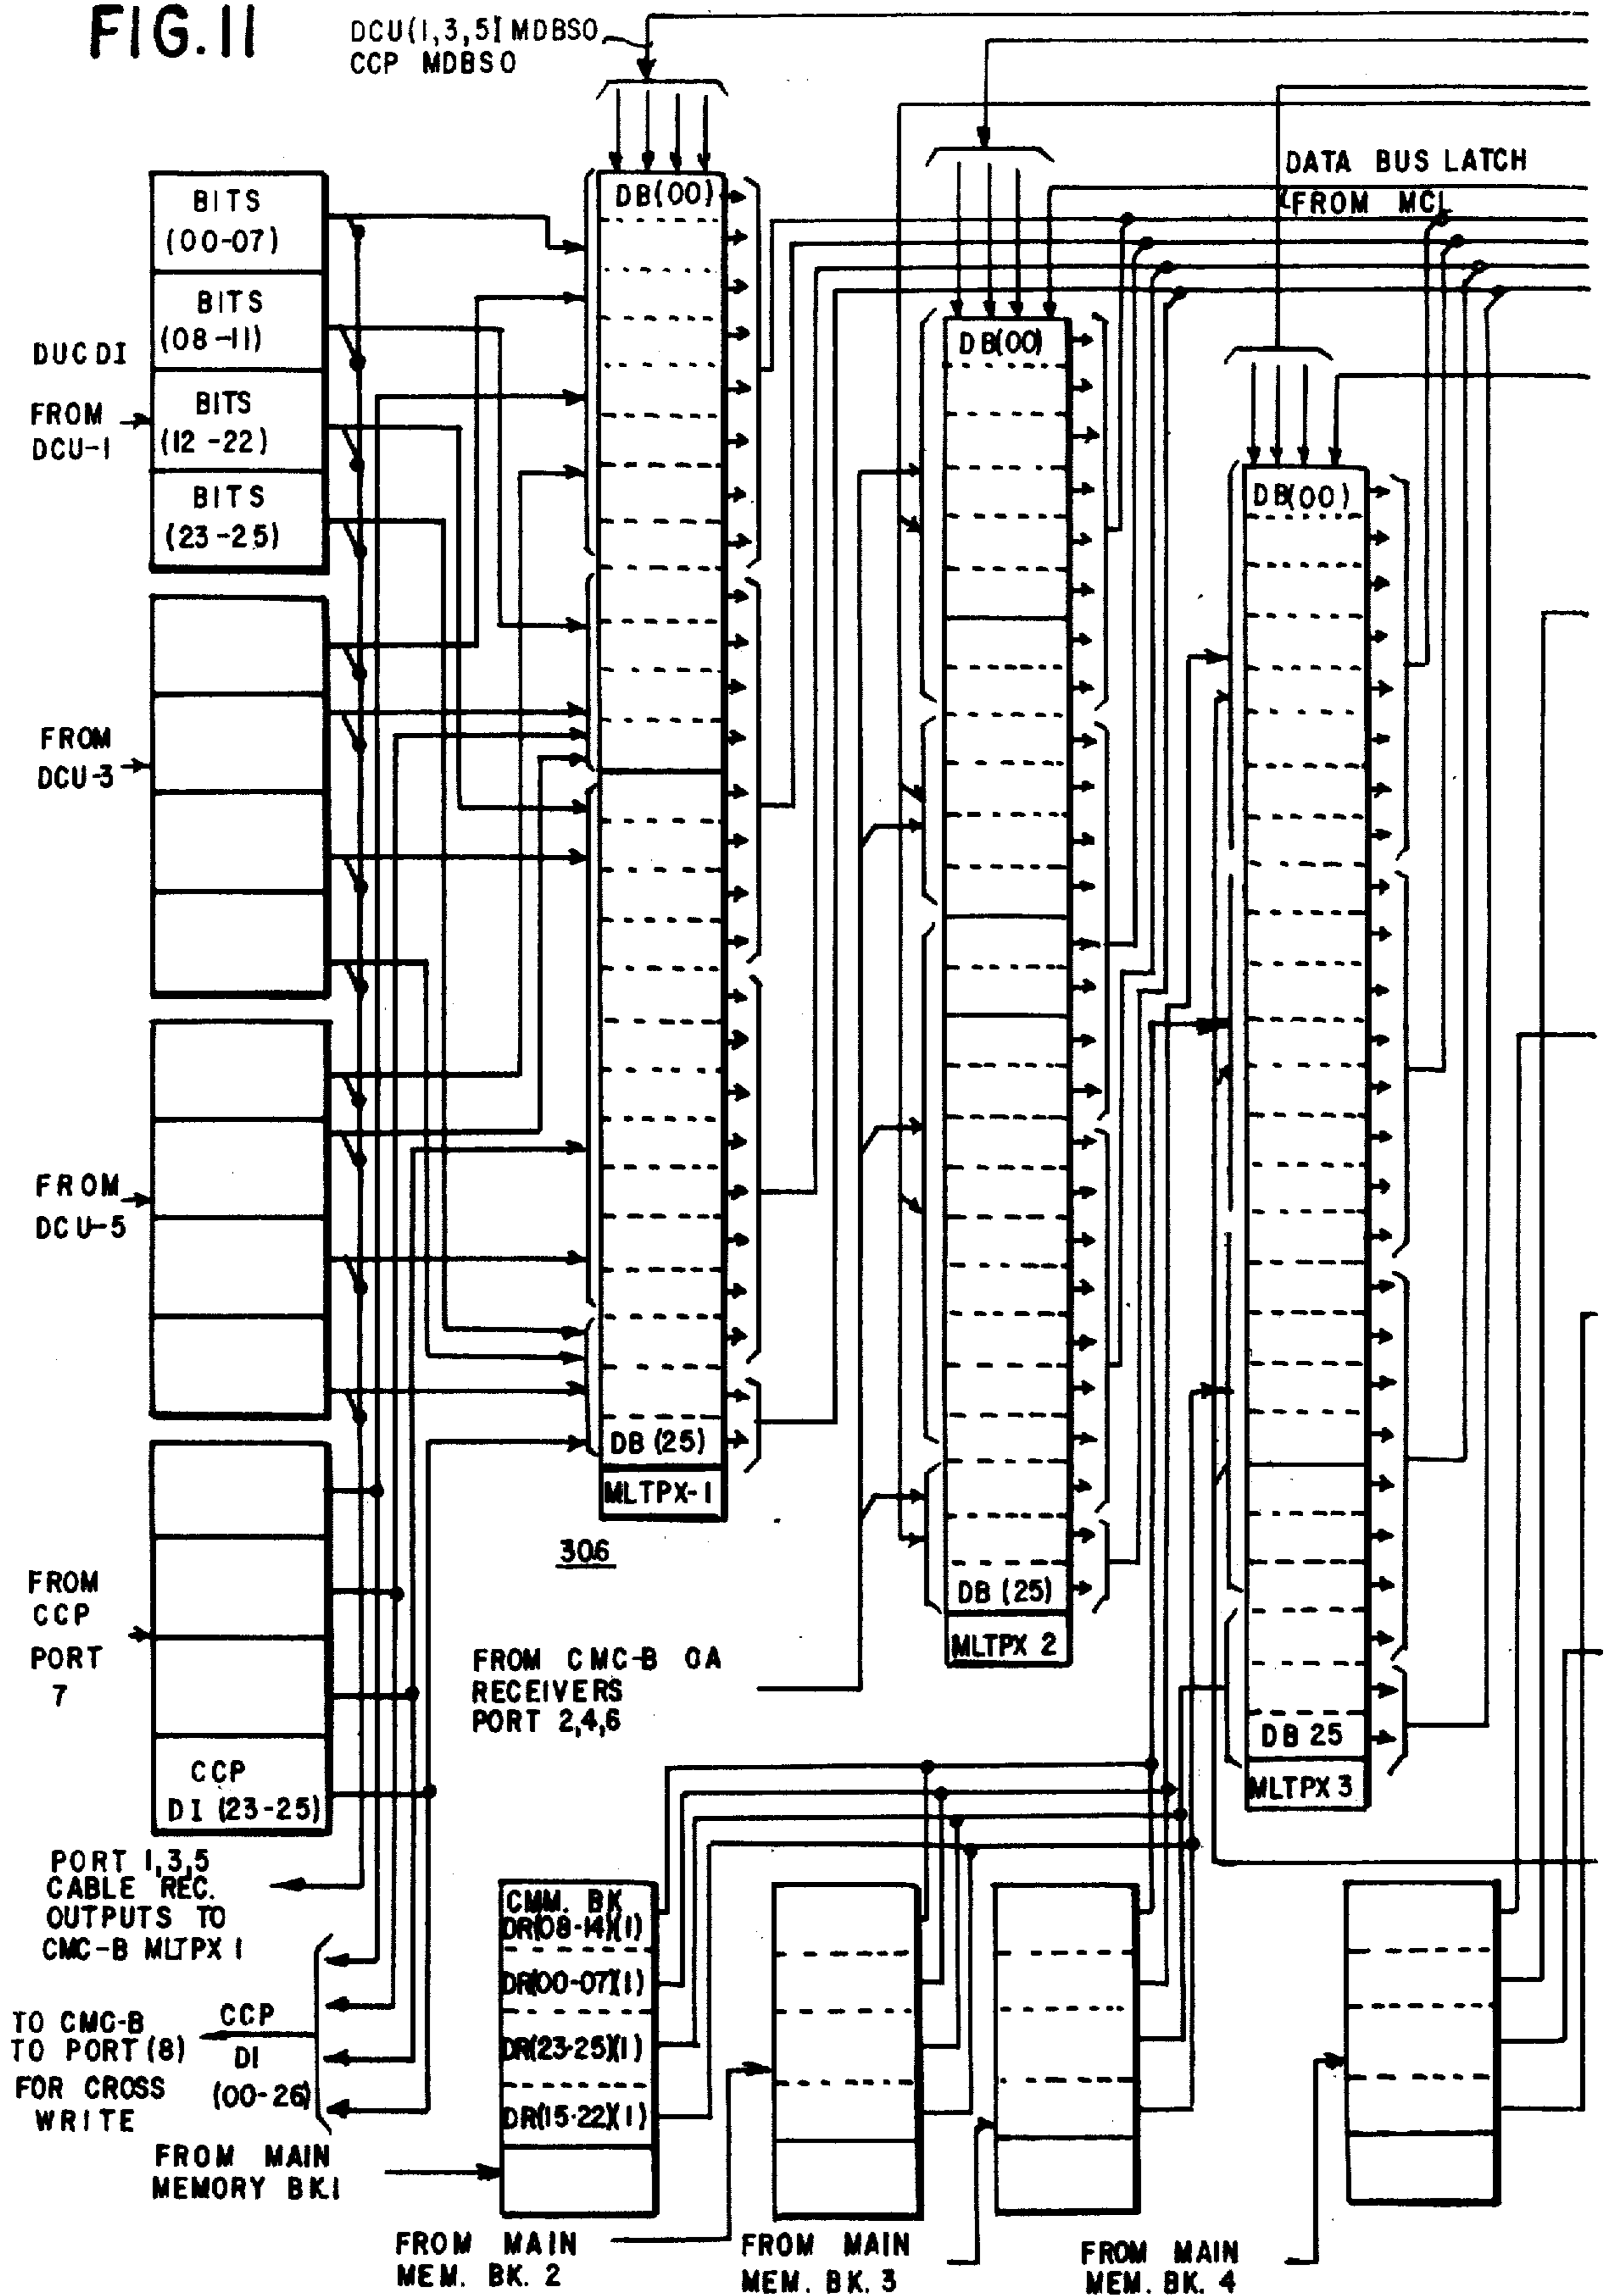 FIG.11
DCU(1,3,5] MDBSO
CCP MDBSO
DATA BUS LATCH
FROM MCL
BITS
(00-07)
BITS
(08-11)
BITS
(12-22)
BITS
(23-25)
DUCDI
FROM
DCU-1
FROM
DCU-3
FROM
DCU-5
FROM
CCP
PORT
7
CCP
DI (23-25)
DB(00)
DB (25)
MLTPX-1
306
DB(00)
DB (25)
MLTPX 2
DB(00)
DB 25
MLTPX 3
FROM CMC-B OA
RECEIVERS
PORT 2,4,6
PORT 1,3,5
CABLE REC.
OUTPUTS TO
CMC-B MLTPX 1
TO CMC-B
TO PORT (8)
FOR CROSS
WRITE
CCP
DI
(00-26)
CMM. BK
DR(08-14)(1)
DR(00-07)(1)
DR(23-25)(1)
DR(15-22)(1)
FROM MAIN
MEMORY BK.1
FROM MAIN
MEM. BK. 2
FROM MAIN
MEM. BK. 3
FROM MAIN
MEM. BK. 4